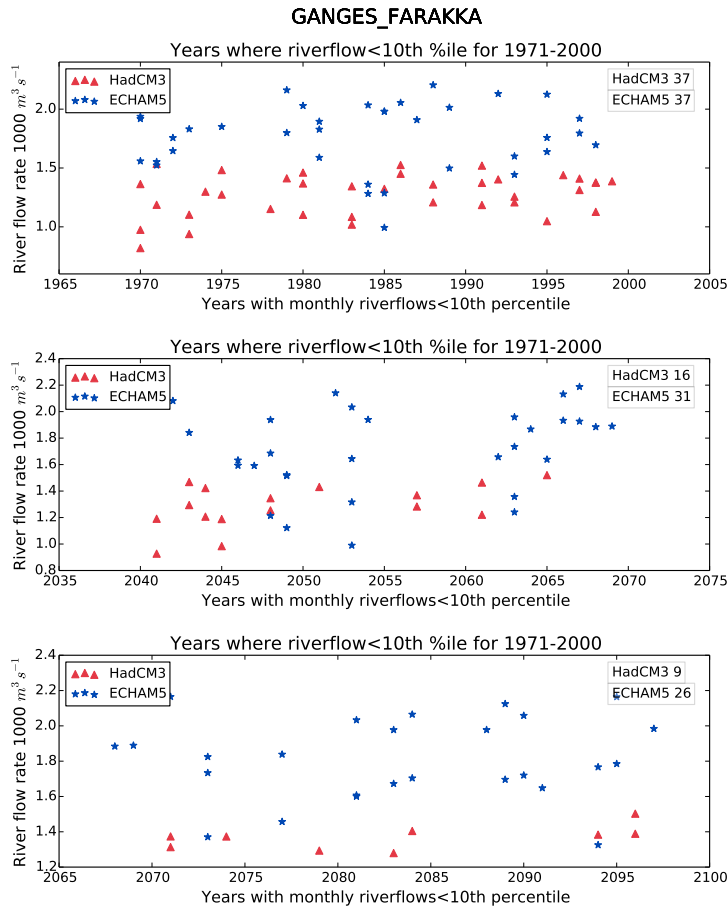 GANGES_FARAKKA
Years where riverflow<10th %ile for 1971-2000
HadCM3
ECHAM5
HadCM3 37
ECHAM5 37
River flow rate 1000 m³s⁻¹
2.0
1.5
1.0
1965 1970 1975 1980 1985 1990 1995 2000 2005
Years with monthly riverflows<10th percentile
Years where riverflow<10th %ile for 1971-2000
HadCM3
ECHAM5
HadCM3 16
ECHAM5 31
River flow rate 1000 m³s⁻¹
2.4
2.2
2.0
1.8
1.6
1.4
1.2
1.0
0.8
2035 2040 2045 2050 2055 2060 2065 2070 2075
Years with monthly riverflows<10th percentile
Years where riverflow<10th %ile for 1971-2000
HadCM3
ECHAM5
HadCM3 9
ECHAM5 26
River flow rate 1000 m³s⁻¹
2.4
2.2
2.0
1.8
1.6
1.4
1.2
2065 2070 2075 2080 2085 2090 2095 2100
Years with monthly riverflows<10th percentile